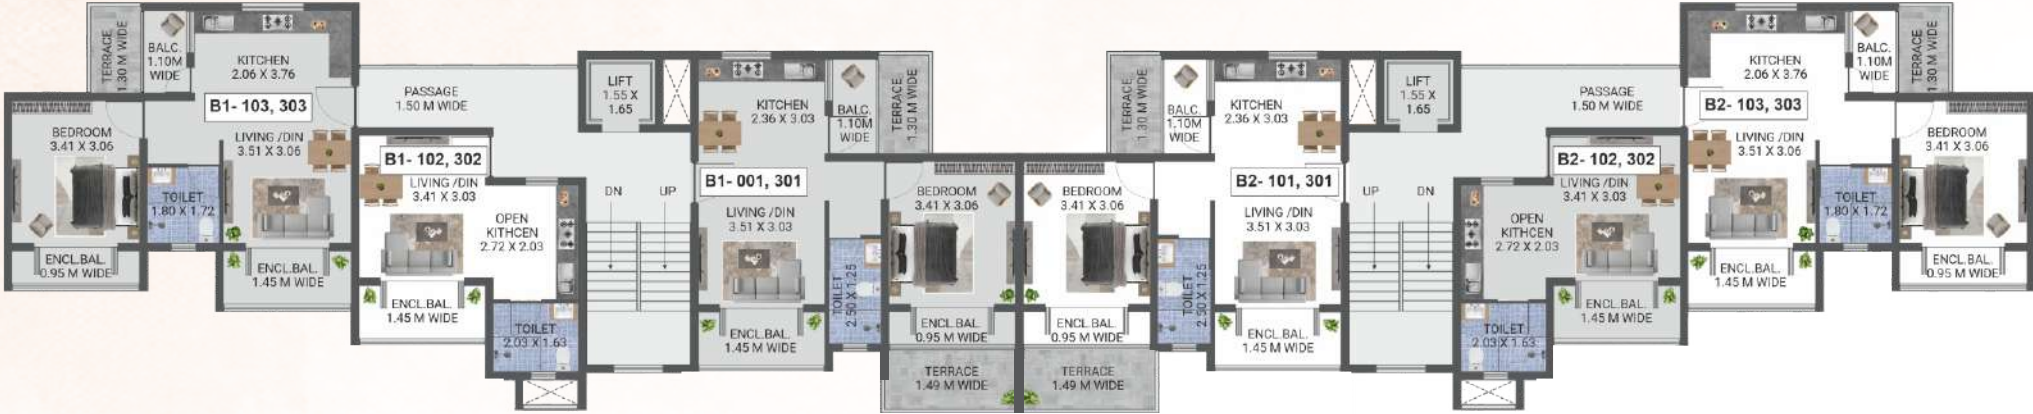 TERRACE
1.30 M WIDE
BALC.
1.10M
WIDE
KITCHEN
2.06 X 3.76
B1- 103, 303
BEDROOM
3.41 X 3.06
LIVING /DIN
3.51 X 3.06
TOILET
1.80 X 1.72
ENCL.BAL.
0.95 M WIDE
ENCL.BAL.
1.45 M WIDE
PASSAGE
1.50 M WIDE
B1- 102, 302
LIVING /DIN
3.41 X 3.03
OPEN
KITHCEN
2.72 X 2.03
ENCL.BAL.
1.45 M WIDE
TOILET
2.03 X 1.63
LIFT
1.55 X
1.65
DN
UP
KITCHEN
2.36 X 3.03
BALC.
1.10M
WIDE
TERRACE
1.30 M WIDE
B1- 001, 301
LIVING /DIN
3.51 X 3.03
BEDROOM
3.41 X 3.06
TOILET
2.50 X 1.25
ENCL.BAL.
1.45 M WIDE
ENCL.BAL.
0.95 M WIDE
TERRACE
1.49 M WIDE
TERRACE
1.30 M WIDE
BALC.
1.10M
WIDE
KITCHEN
2.36 X 3.03
BEDROOM
3.41 X 3.06
B2- 101, 301
LIVING /DIN
3.51 X 3.03
TOILET
2.50 X 1.25
ENCL.BAL.
0.95 M WIDE
ENCL.BAL.
1.45 M WIDE
TERRACE
1.49 M WIDE
LIFT
1.55 X
1.65
UP
DN
PASSAGE
1.50 M WIDE
B2- 102, 302
LIVING /DIN
3.41 X 3.03
OPEN
KITHCEN
2.72 X 2.03
ENCL.BAL.
1.45 M WIDE
TOILET
2.03 X 1.63
KITCHEN
2.06 X 3.76
BALC.
1.10M
WIDE
TERRACE
1.30 M WIDE
B2- 103, 303
LIVING /DIN
3.51 X 3.06
BEDROOM
3.41 X 3.06
TOILET
1.80 X 1.72
ENCL.BAL.
1.45 M WIDE
ENCL.BAL.
0.95 M WIDE